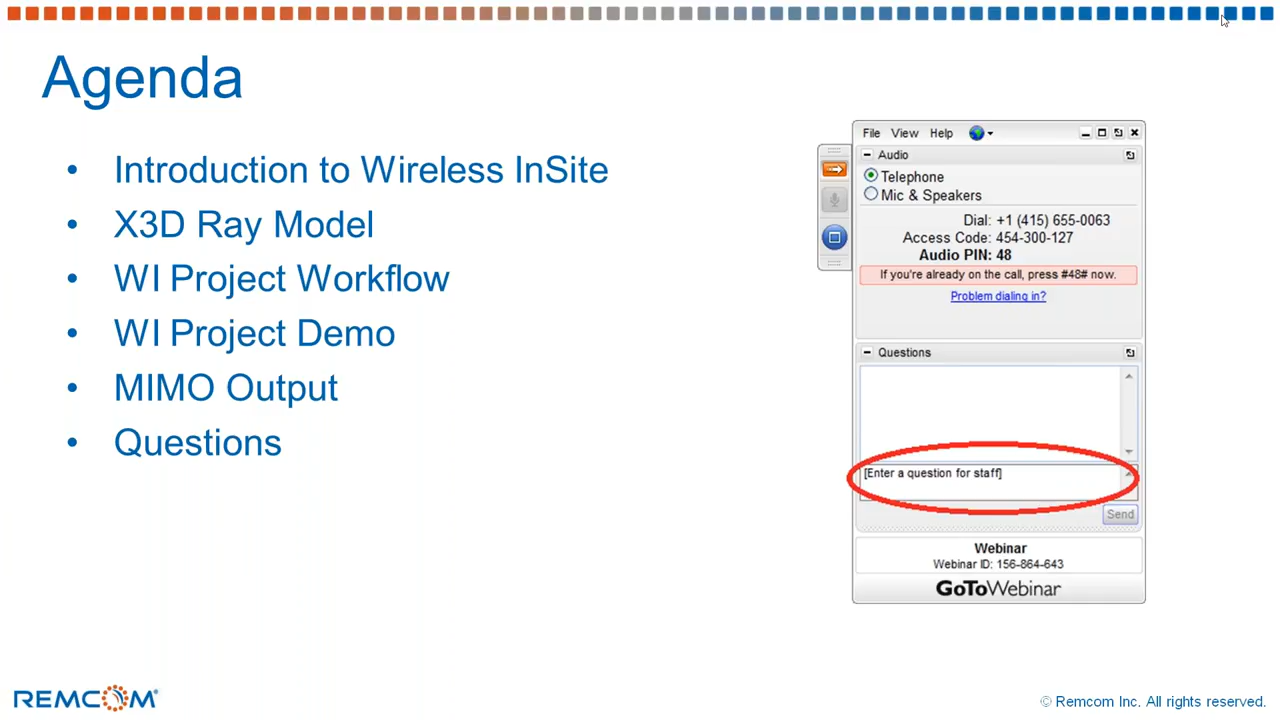 Agenda
• Introduction to Wireless InSite
• X3D Ray Model
• WI Project Workflow
• WI Project Demo
• MIMO Output
• Questions
File View Help
Audio
Telephone
Mic & Speakers
Dial: +1 (415) 655-0063
Access Code: 454-300-127
Audio PIN: 48
If you're already on the call, press #48# now.
Problem dialing in?
Questions
[Enter a question for staff]
Send
Webinar
Webinar ID: 156-864-643
GoToWebinar
REMCOM
© Remcom Inc. All rights reserved.